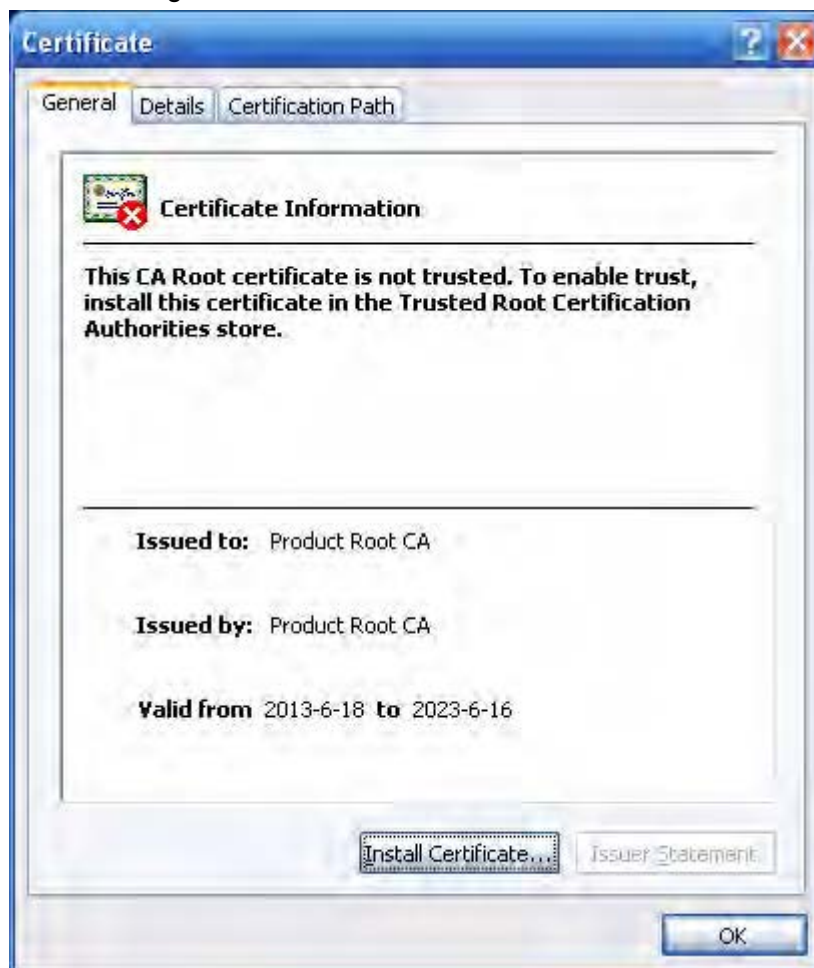 Certificate
General Details Certification Path
Certificate Information
This CA Root certificate is not trusted. To enable trust,
install this certificate in the Trusted Root Certification
Authorities store.
Issued to: Product Root CA
Issued by: Product Root CA
Valid from 2013-6-18 to 2023-6-16
Install Certificate... Issuer Statement
OK